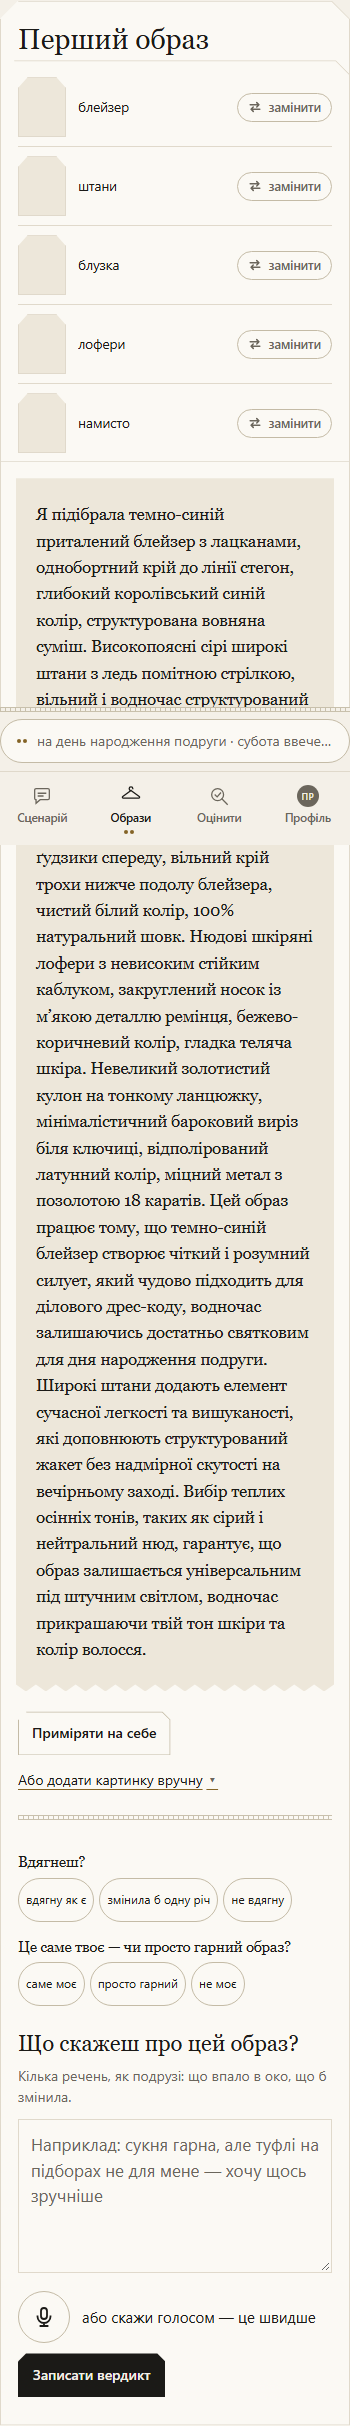 Перший образ
блейзер
замінити
штани
замінити
блузка
замінити
лофери
замінити
намисто
замінити
Я підібрала темно-синій
приталений блейзер з лацканами,
однобортний крій до лінії стегон,
глибокий королівський синій
колір, структурована вовняна
суміш. Високопоясні сірі широкі
штани з ледь помітною стрілкою,
вільний і водночас структурований
на день народження подруги · субота ввече...
Сценарій
Образи
Оцінити
ПР
Профіль
ґудзики спереду, вільний крій
трохи нижче подолу блейзера,
чистий білий колір, 100%
натуральний шовк. Нюдові шкіряні
лофери з невисоким стійким
каблуком, закруглений носок із
м’якою деталлю ремінця, бежево-
коричневий колір, гладка теляча
шкіра. Невеликий золотистий
кулон на тонкому ланцюжку,
мінімалістичний бароковий виріз
біля ключиці, відполірований
латунний колір, міцний метал з
позолотою 18 каратів. Цей образ
працює тому, що темно-синій
блейзер створює чіткий і розумний
силует, який чудово підходить для
ділового дрес-коду, водночас
залишаючись достатньо святковим
для дня народження подруги.
Широкі штани додають елемент
сучасної легкості та вишуканості,
які доповнюють структурований
жакет без надмірної скутості на
вечірньому заході. Вибір теплих
осінніх тонів, таких як сірий і
нейтральний нюд, гарантує, що
образ залишається універсальним
під штучним світлом, водночас
прикрашаючи твій тон шкіри та
колір волосся.
Приміряти на себе
Або додати картинку вручну
Вдягнеш?
вдягну як є
змінила б одну річ
не вдягну
Це саме твоє — чи просто гарний образ?
саме моє
просто гарний
не моє
Що скажеш про цей образ?
Кілька речень, як подрузі: що впало в око, що б
змінила.
Наприклад: сукня гарна, але туфлі на
підборах не для мене — хочу щось
зручніше
або скажи голосом — це швидше
Записати вердикт